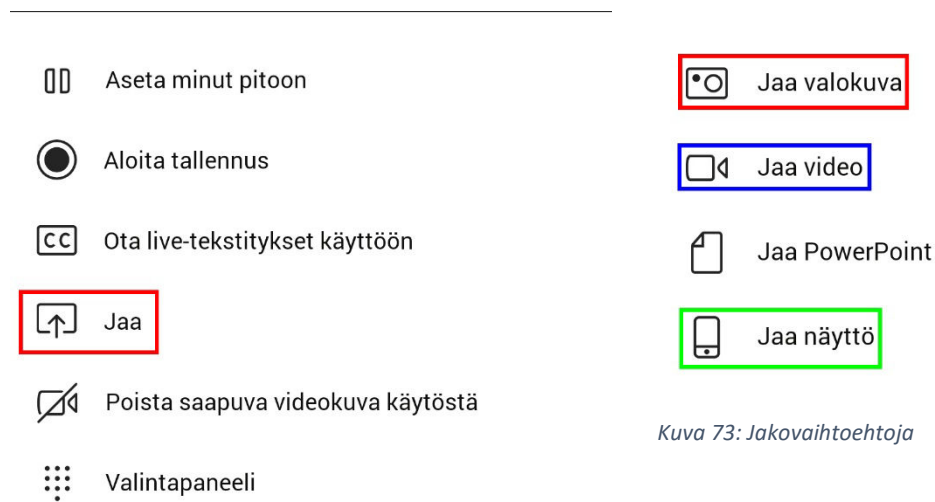 Aseta minut pitoon
Aloita tallennus
CC Ota live-tekstitykset käyttöön
Jaa
Poista saapuva videokuva käytöstä
Valintapaneeli
Jaa valokuva
Jaa video
Jaa PowerPoint
Jaa näyttö
Kuva 73: Jakovaihtoehtoja